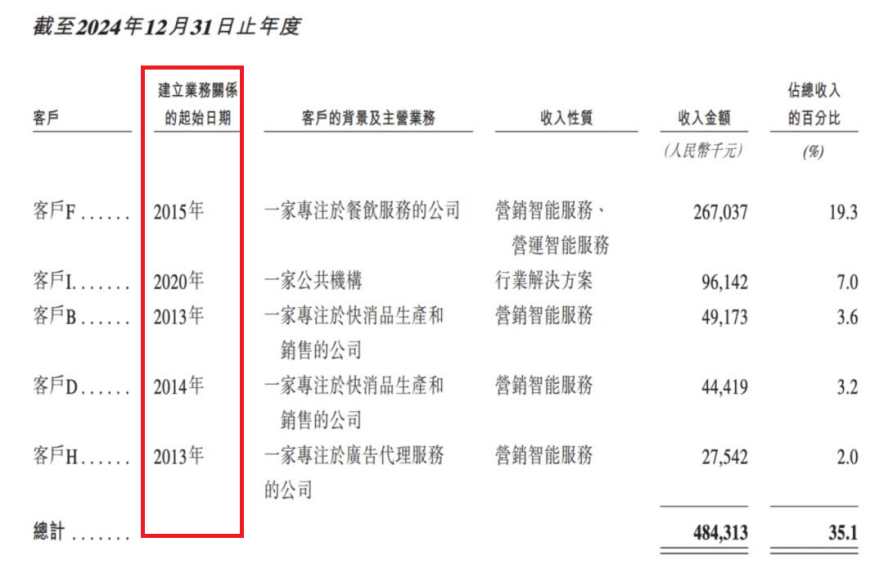 截至2024年12月31日止年度
建立業務關係 佔總收入
客戶 的起始日期 客戶的背景及主營業務 收入性質 收入金額 的百分比
(人民幣千元) (%)
客戶F...... 2015年 一家專注於餐飲服務的公司 營銷智能服務、 267,037 19.3
營運智能服務
客戶I....... 2020年 一家公共機構 行業解決方案 96,142 7.0
客戶B...... 2013年 一家專注於快消品生產和 營銷智能服務 49,173 3.6
銷售的公司
客戶D...... 2014年 一家專注於快消品生產和 營銷智能服務 44,419 3.2
銷售的公司
客戶H...... 2013年 一家專注於廣告代理服務 營銷智能服務 27,542 2.0
的公司
總計....... 484,313 35.1